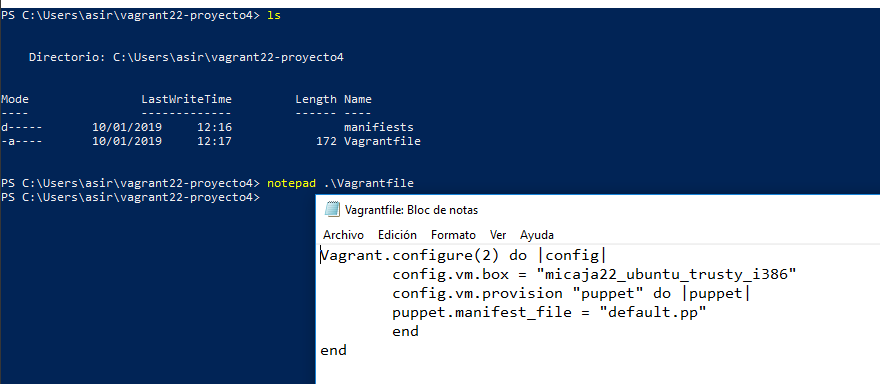 PS C:\Users\asir\vagrant22-proyecto4> ls
Directorio: C:\Users\asir\vagrant22-proyecto4
Mode                LastWriteTime         Length Name
----                -------------         ------ ----
d-----       10/01/2019     12:16                manifiests
-a----       10/01/2019     12:17            172 Vagrantfile
PS C:\Users\asir\vagrant22-proyecto4> notepad .\Vagrantfile
PS C:\Users\asir\vagrant22-proyecto4>
Vagrantfile: Bloc de notas
Archivo Edición Formato Ver Ayuda
Vagrant.configure(2) do |config|
        config.vm.box = "micaja22_ubuntu_trusty_i386"
        config.vm.provision "puppet" do |puppet|
        puppet.manifest_file = "default.pp"
        end
end